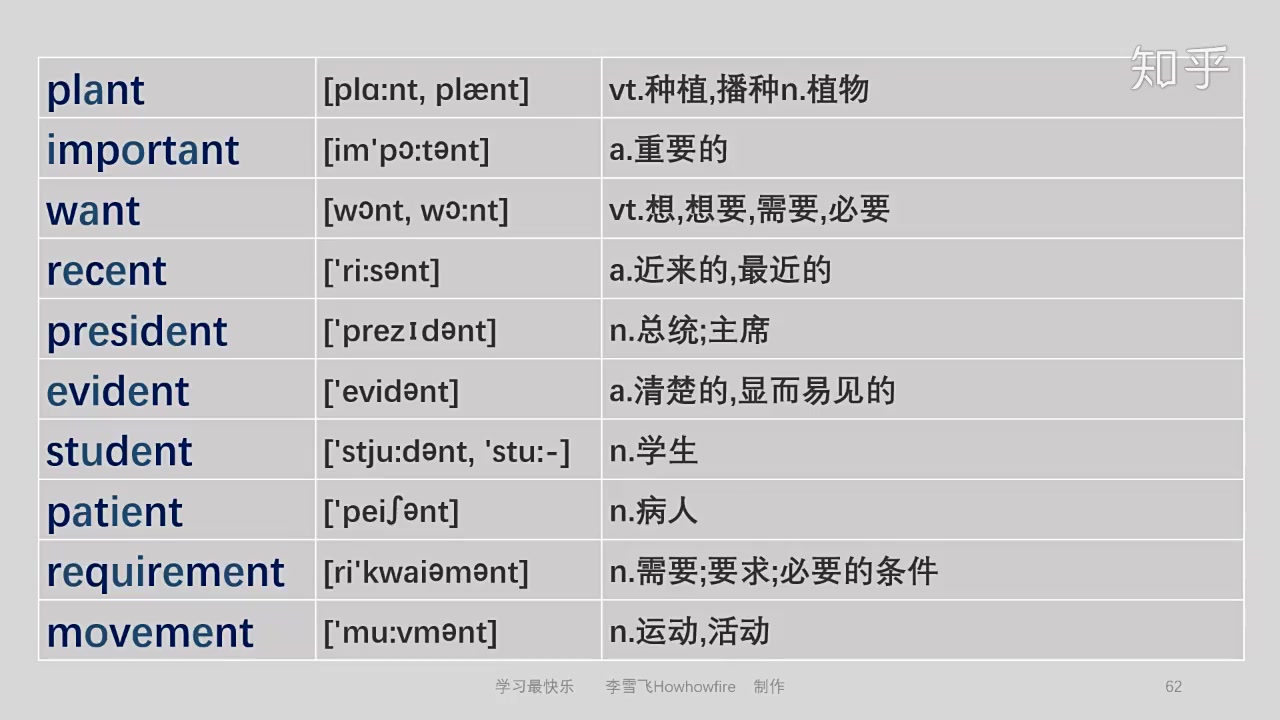 知乎
plant [plɑ:nt, plænt] vt.种植,播种n.植物
important [im'pɔ:tənt] a.重要的
want [wɔnt, wɔ:nt] vt.想,想要,需要,必要
recent ['ri:sənt] a.近来的,最近的
president ['prezɪdənt] n.总统;主席
evident ['evidənt] a.清楚的,显而易见的
student ['stju:dənt, 'stu:-] n.学生
patient ['peiʃənt] n.病人
requirement [ri'kwaiəmənt] n.需要;要求;必要的条件
movement ['mu:vmənt] n.运动,活动
学习最快乐 李雪飞Howhowfire 制作 62